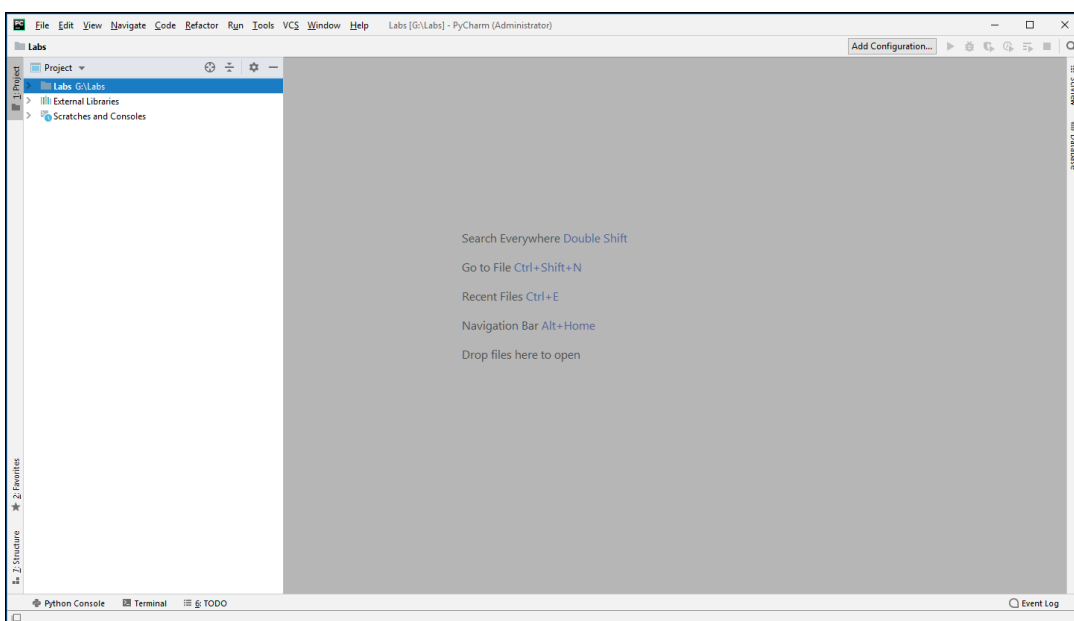 PC File Edit View Navigate Code Refactor Run Tools VCS Window Help Labs [G:\Labs] - PyCharm (Administrator)
Labs Add Configuration...
1: Project
Project
Labs G:\Labs
External Libraries
Scratches and Consoles
Search Everywhere Double Shift
Go to File Ctrl+Shift+N
Recent Files Ctrl+E
Navigation Bar Alt+Home
Drop files here to open
2: Favorites
7: Structure
Python Console Terminal 6: TODO Event Log